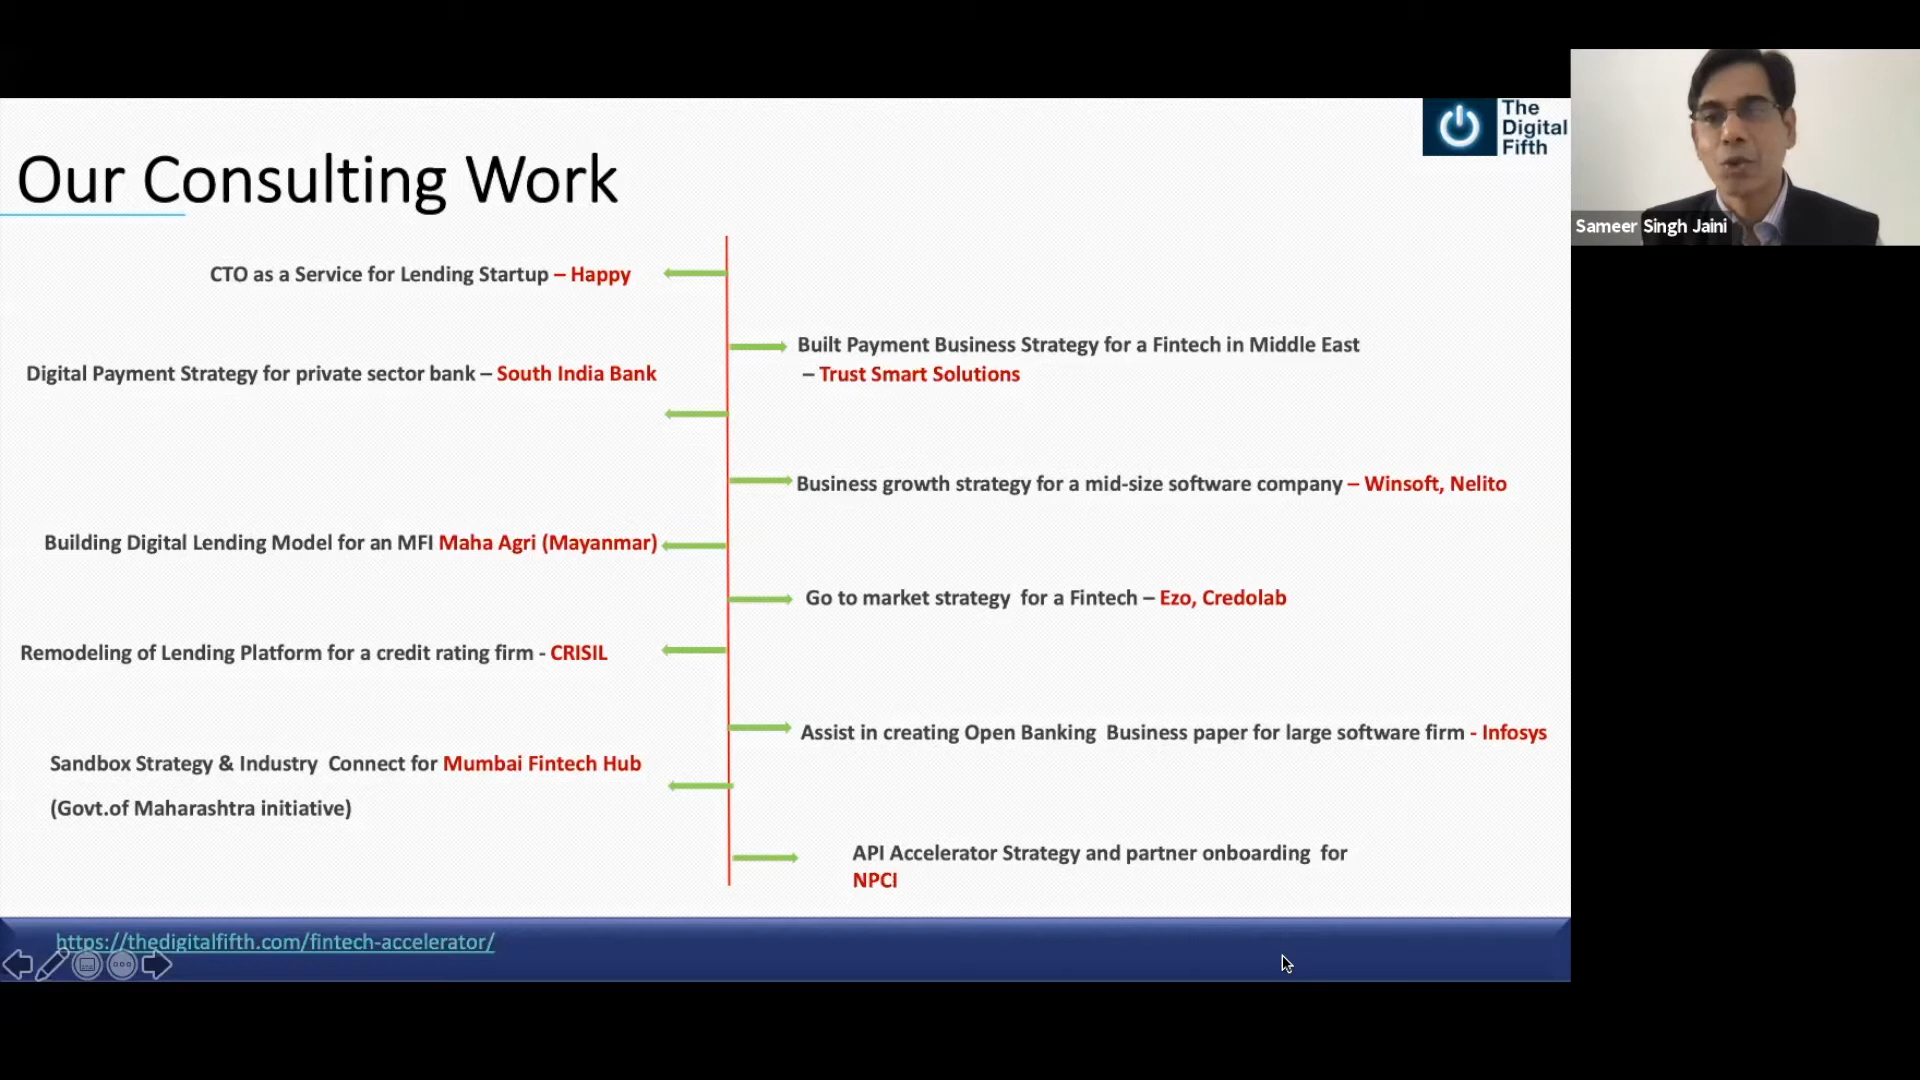 The
Digital
Fifth
Sameer Singh Jaini
Our Consulting Work
CTO as a Service for Lending Startup – Happy
Built Payment Business Strategy for a Fintech in Middle East
– Trust Smart Solutions
Digital Payment Strategy for private sector bank – South India Bank
Business growth strategy for a mid-size software company – Winsoft, Nelito
Building Digital Lending Model for an MFI Maha Agri (Mayanmar)
Go to market strategy  for a Fintech – Ezo, Credolab
Remodeling of Lending Platform for a credit rating firm - CRISIL
Assist in creating Open Banking  Business paper for large software firm - Infosys
Sandbox Strategy & Industry  Connect for Mumbai Fintech Hub
(Govt.of Maharashtra initiative)
API Accelerator Strategy and partner onboarding  for
NPCI
https://thedigitalfifth.com/fintech-accelerator/